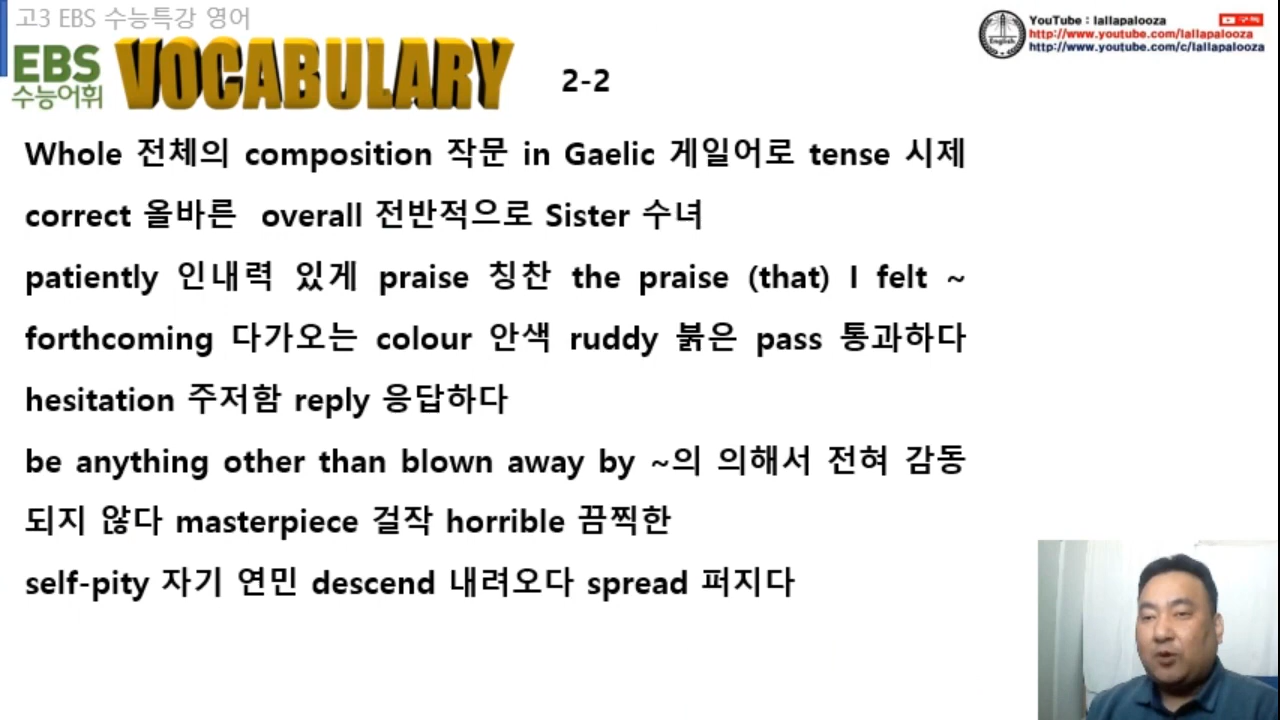 고3 EBS 수능특강 영어
EBS
수능어휘
VOCABULARY
2-2
YouTube : lallapalooza
구독
http://www.youtube.com/lallapalooza
http://www.youtube.com/c/lallapalooza
English
Whole 전체의 composition 작문 in Gaelic 게일어로 tense 시제
correct 올바른 overall 전반적으로 Sister 수녀
patiently 인내력 있게 praise 칭찬 the praise (that) I felt ~
forthcoming 다가오는 colour 안색 ruddy 붉은 pass 통과하다
hesitation 주저함 reply 응답하다
be anything other than blown away by ~의 의해서 전혀 감동
되지 않다 masterpiece 걸작 horrible 끔찍한
self-pity 자기 연민 descend 내려오다 spread 퍼지다